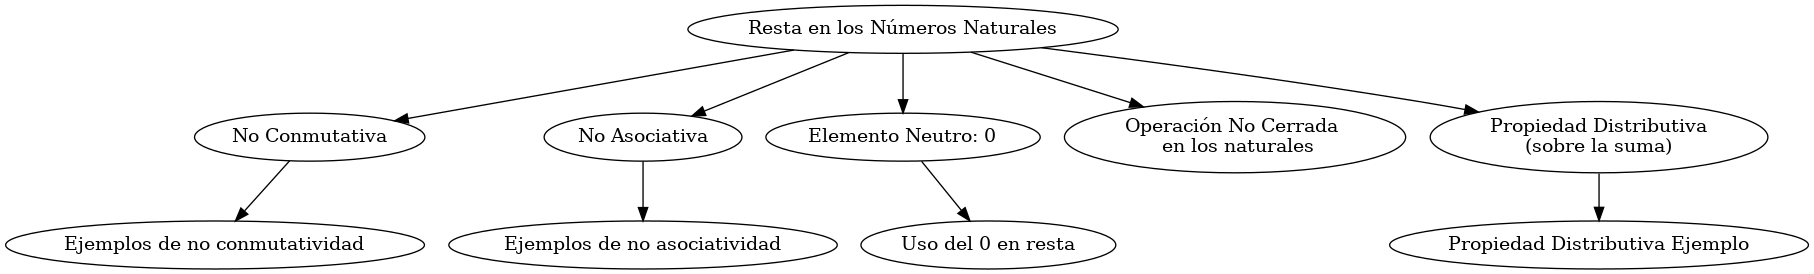 Resta en los Números Naturales
No Conmutativa
No Asociativa
Elemento Neutro: 0
Operación No Cerrada
en los naturales
Propiedad Distributiva
(sobre la suma)
Ejemplos de no conmutatividad
Ejemplos de no asociatividad
Uso del 0 en resta
Propiedad Distributiva Ejemplo